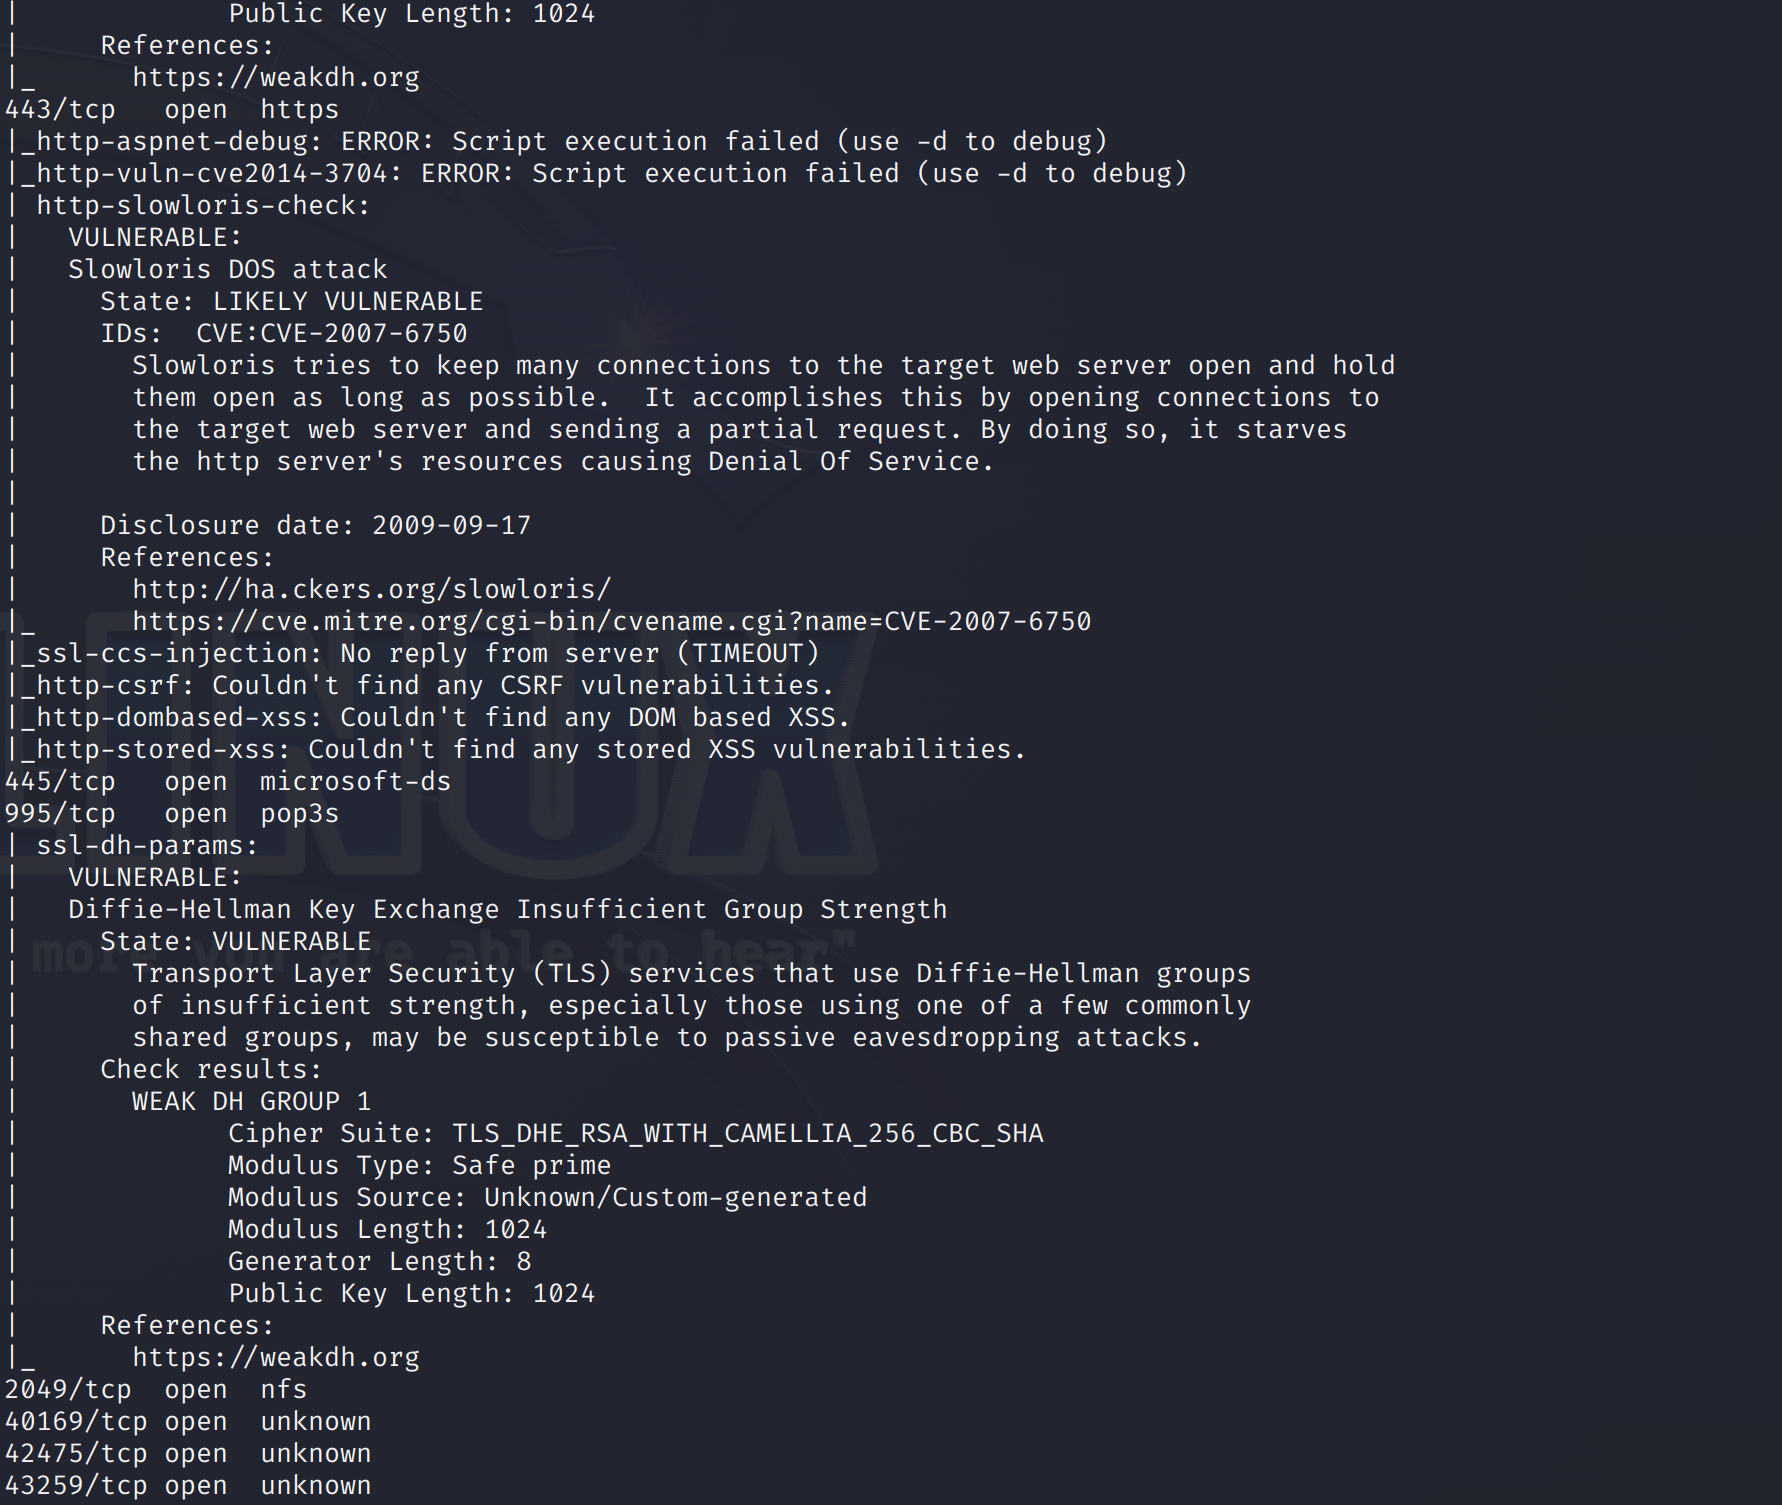 |             Public Key Length: 1024
|     References:
|_      https://weakdh.org
443/tcp   open  https
|_http-aspnet-debug: ERROR: Script execution failed (use -d to debug)
|_http-vuln-cve2014-3704: ERROR: Script execution failed (use -d to debug)
| http-slowloris-check:
|   VULNERABLE:
|   Slowloris DOS attack
|     State: LIKELY VULNERABLE
|     IDs:  CVE:CVE-2007-6750
|       Slowloris tries to keep many connections to the target web server open and hold
|       them open as long as possible.  It accomplishes this by opening connections to
|       the target web server and sending a partial request. By doing so, it starves
|       the http server's resources causing Denial Of Service.
|
|     Disclosure date: 2009-09-17
|     References:
|       http://ha.ckers.org/slowloris/
|_      https://cve.mitre.org/cgi-bin/cvename.cgi?name=CVE-2007-6750
|_ssl-ccs-injection: No reply from server (TIMEOUT)
|_http-csrf: Couldn't find any CSRF vulnerabilities.
|_http-dombased-xss: Couldn't find any DOM based XSS.
|_http-stored-xss: Couldn't find any stored XSS vulnerabilities.
445/tcp   open  microsoft-ds
995/tcp   open  pop3s
| ssl-dh-params:
|   VULNERABLE:
|   Diffie-Hellman Key Exchange Insufficient Group Strength
|     State: VULNERABLE
|       Transport Layer Security (TLS) services that use Diffie-Hellman groups
|       of insufficient strength, especially those using one of a few commonly
|       shared groups, may be susceptible to passive eavesdropping attacks.
|     Check results:
|       WEAK DH GROUP 1
|             Cipher Suite: TLS_DHE_RSA_WITH_CAMELLIA_256_CBC_SHA
|             Modulus Type: Safe prime
|             Modulus Source: Unknown/Custom-generated
|             Modulus Length: 1024
|             Generator Length: 8
|             Public Key Length: 1024
|     References:
|_      https://weakdh.org
2049/tcp  open  nfs
40169/tcp open  unknown
42475/tcp open  unknown
43259/tcp open  unknown
LINUX
more you are able to hear"